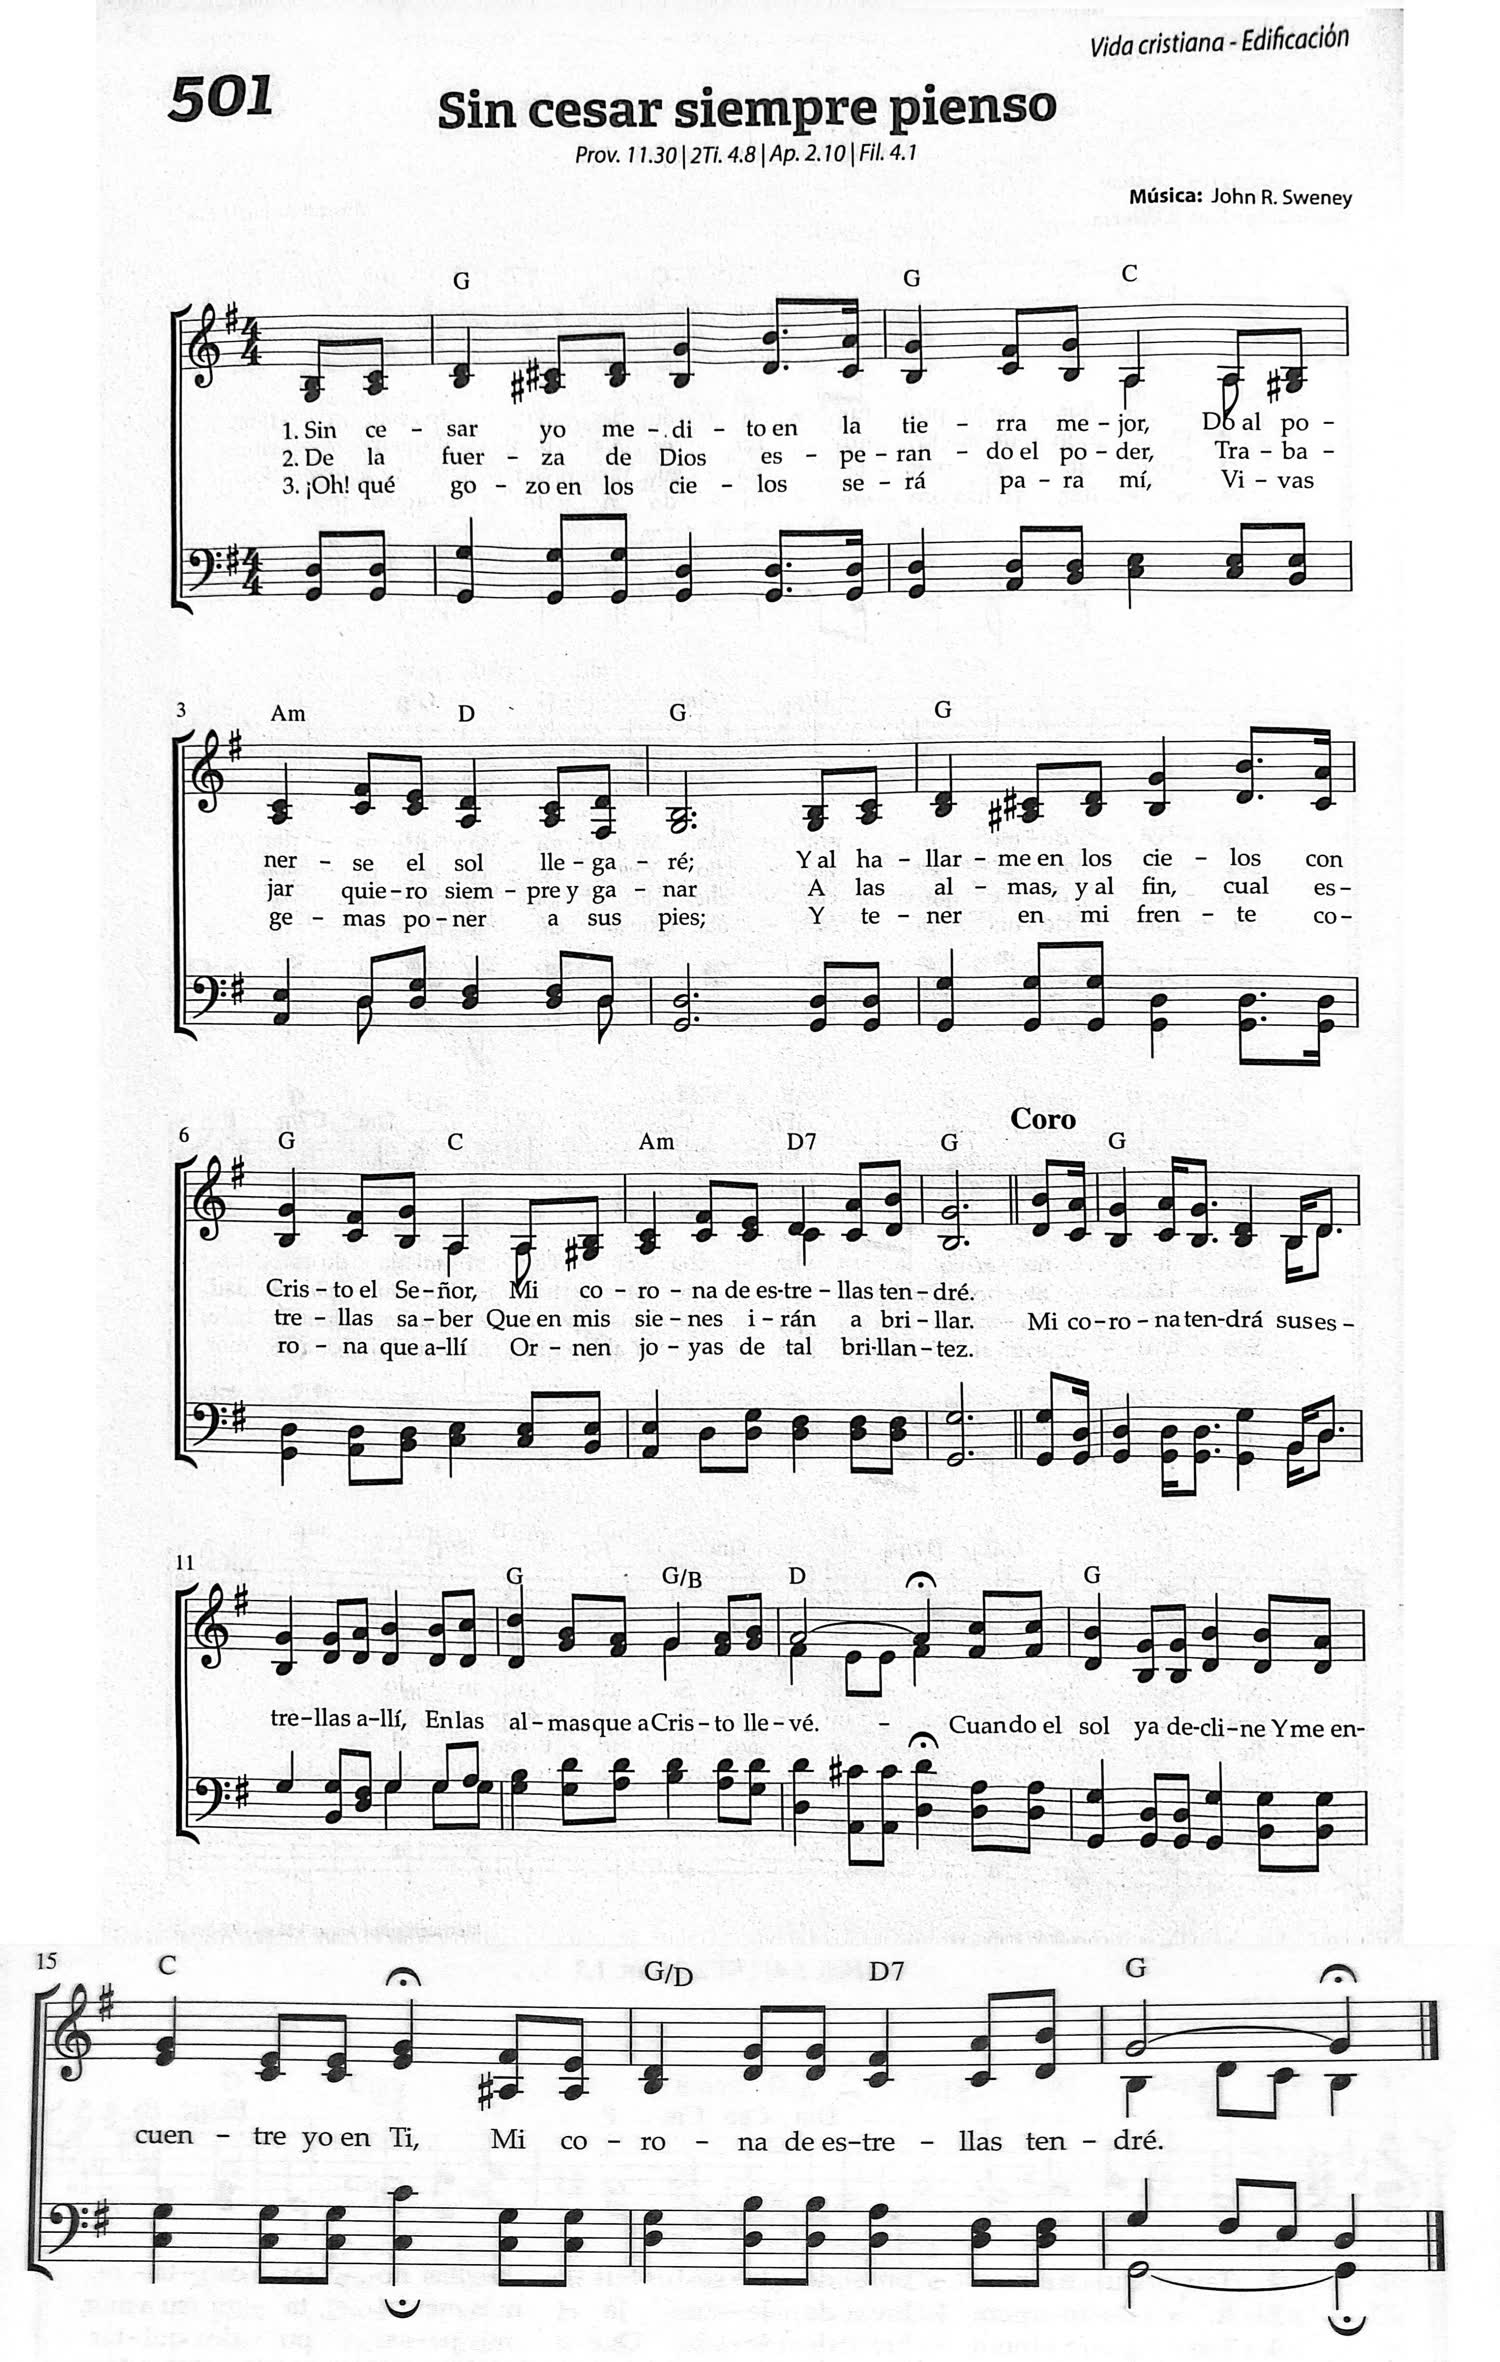 Vida cristiana - Edificación
501
Sin cesar siempre pienso
Prov. 11.30 | 2Ti. 4.8 | Ap. 2.10 | Fil. 4.1
Música: John R. Sweney
G G C
1. Sin ce - sar yo me - di - to en la tie - rra me - jor, Do al po -
2. De la fuer - za de Dios es - pe - ran - do el po - der, Tra - ba -
3. ¡Oh! qué go - zo en los cie - los se - rá pa - ra mí, Vi - vas
3 Am D G G
ner - se el sol lle - ga - ré; Y al ha - llar - me en los cie - los con
jar quie - ro siem - pre y ga - nar A las al - mas, y al fin, cual es -
ge - mas po - ner a sus pies; Y te - ner en mi fren - te co -
Coro
6 G C Am D7 G G
Cris - to el Se - ñor, Mi co - ro - na de es - tre - llas ten - dré.
tre - llas sa - ber Que en mis sie - nes i - rán a bri - llar. Mi co - ro - na ten - drá sus es -
ro - na que a - llí Or - nen jo - yas de tal bri - llan - tez.
11 G G/B D G
tre - llas a - llí, En las al - mas que a Cris - to lle - vé. - Cuando el sol ya de - cli - ne Y me en -
15 C G/D D7 G
cuen - tre yo en Ti, Mi co - ro - na de es - tre - llas ten - dré.